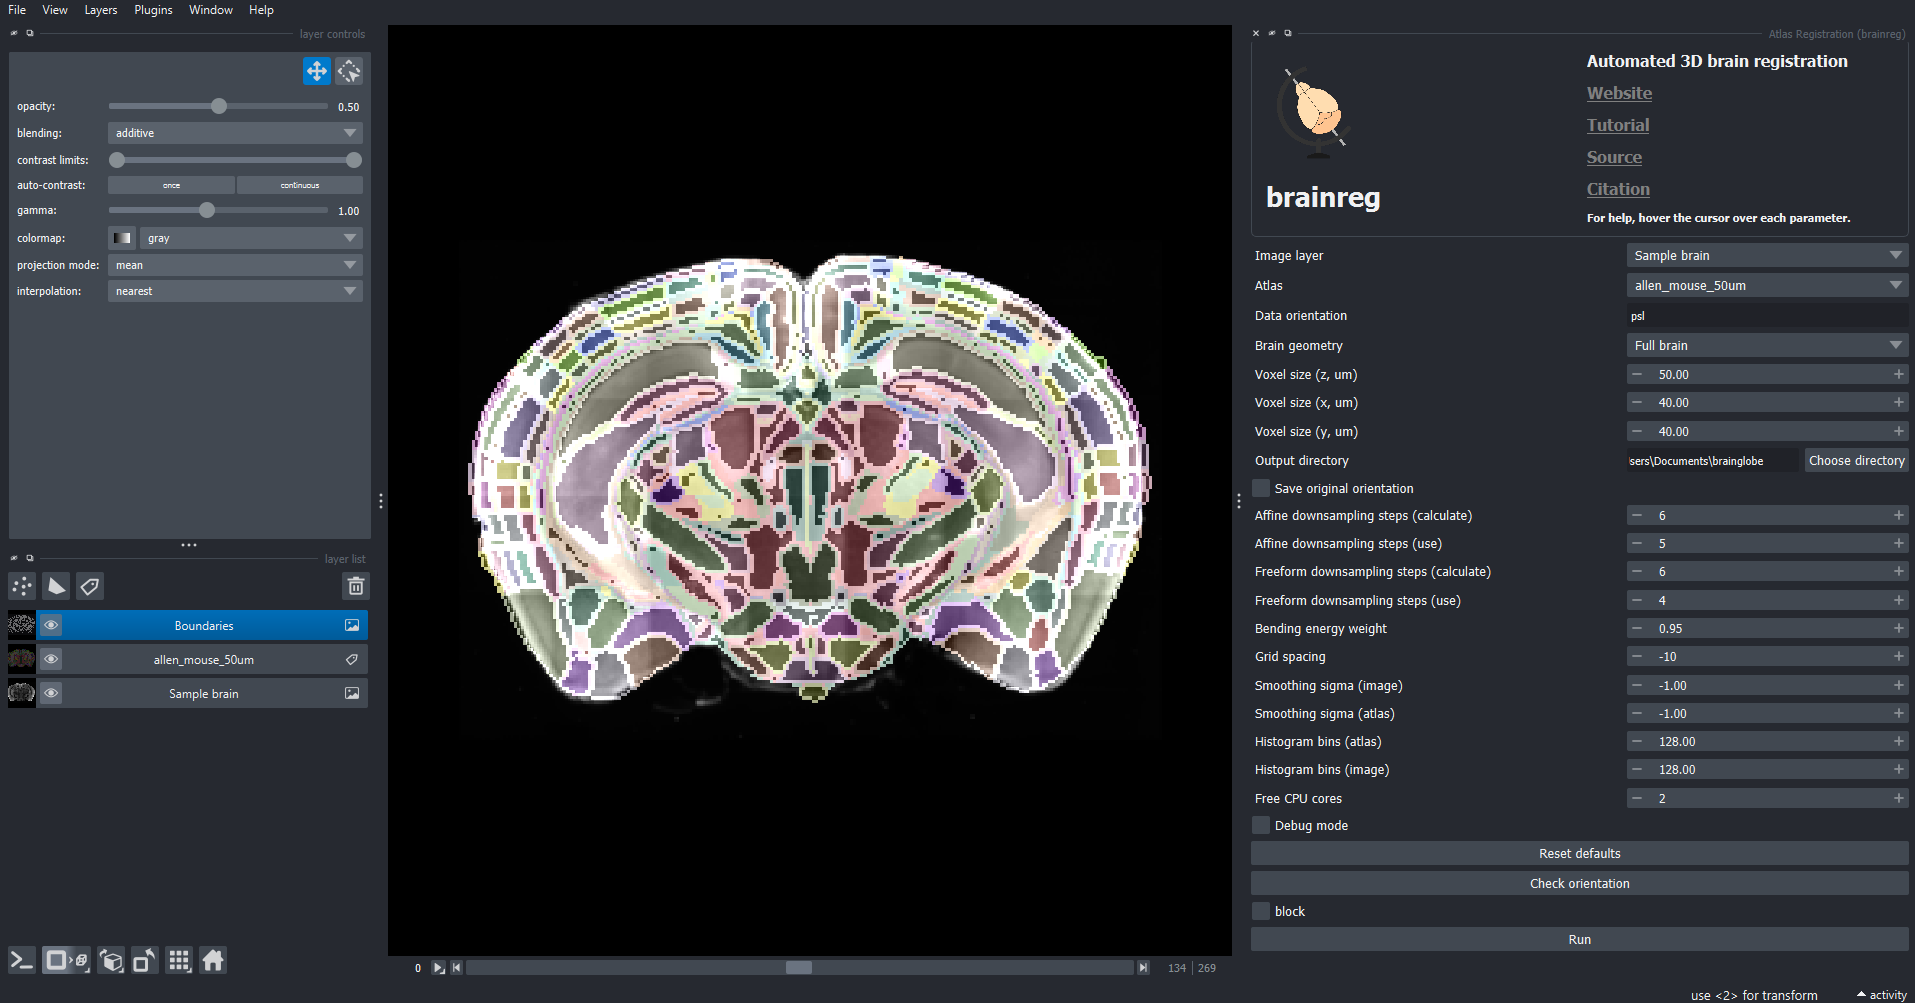 File View Layers Plugins Window Help
layer controls
opacity: 0.50
blending: additive
contrast limits:
auto-contrast: once continuous
gamma: 1.00
colormap: gray
projection mode: mean
interpolation: nearest
layer list
Boundaries
allen_mouse_50um
Sample brain
0 134 269
Atlas Registration (brainreg)
brainreg
Automated 3D brain registration
Website
Tutorial
Source
Citation
For help, hover the cursor over each parameter.
Image layer Sample brain
Atlas allen_mouse_50um
Data orientation psl
Brain geometry Full brain
Voxel size (z, um) 50.00
Voxel size (x, um) 40.00
Voxel size (y, um) 40.00
Output directory sers\Documents\brainglobe Choose directory
Save original orientation
Affine downsampling steps (calculate) 6
Affine downsampling steps (use) 5
Freeform downsampling steps (calculate) 6
Freeform downsampling steps (use) 4
Bending energy weight 0.95
Grid spacing -10
Smoothing sigma (image) -1.00
Smoothing sigma (atlas) -1.00
Histogram bins (atlas) 128.00
Histogram bins (image) 128.00
Free CPU cores 2
Debug mode
Reset defaults
Check orientation
block
Run
use <2> for transform activity